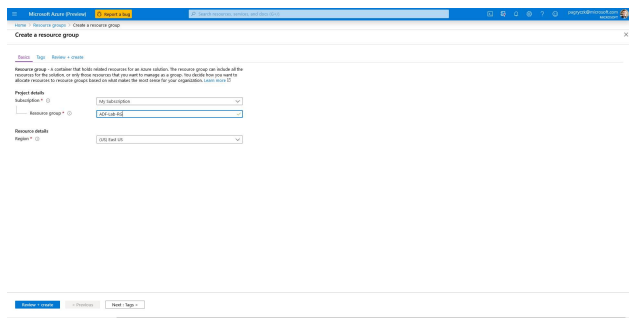 Microsoft Azure (Preview)
Report a bug
Search resources, services, and docs (G+/)
Home > Resource groups > Create a resource group
Create a resource group
Basics Tags Review + create
Resource group - A container that holds related resources for an Azure solution. The resource group can include all the
resources for the solution, or only those resources that you want to manage as a group. You decide how you want to
allocate resources to resource groups based on what makes the most sense for your organization. Learn more
Project details
Subscription *
My Subscription
Resource group *
ADF-Lab-RG
Resource details
Region *
(US) East US
Review + create
< Previous
Next : Tags >